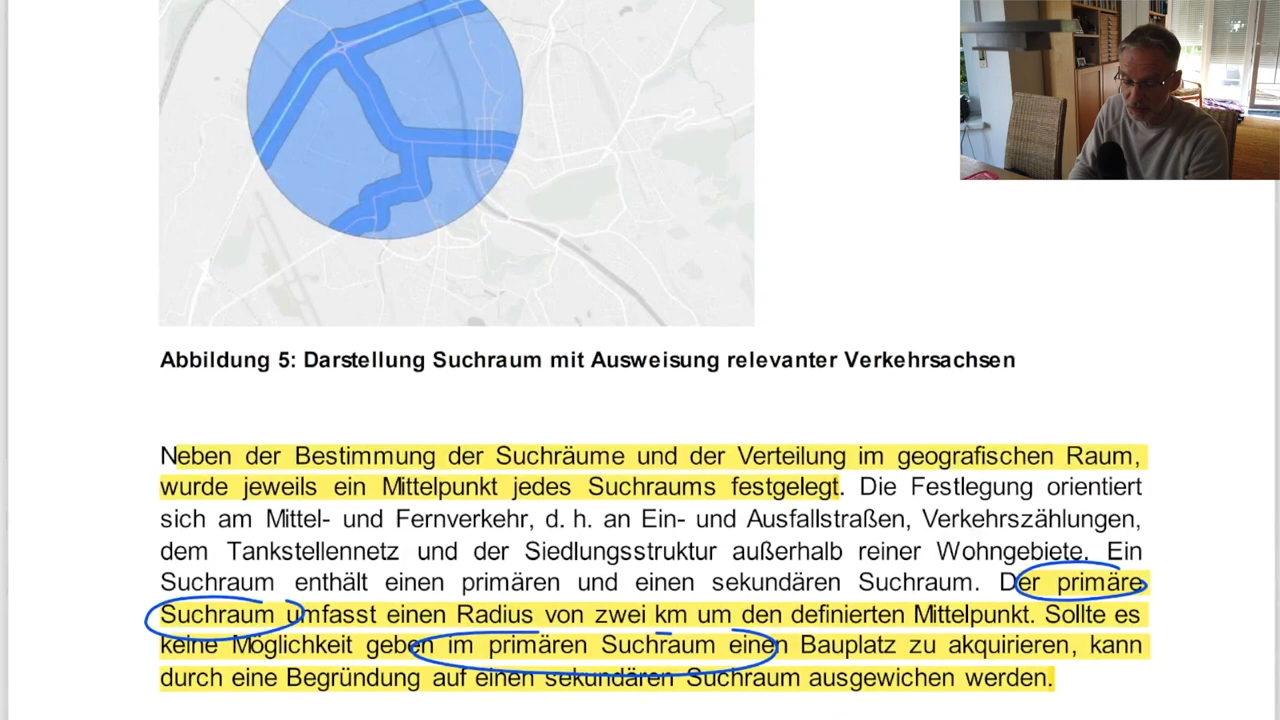 Abbildung 5: Darstellung Suchraum mit Ausweisung relevanter Verkehrsachsen
Neben der Bestimmung der Suchräume und der Verteilung im geografischen Raum,
wurde jeweils ein Mittelpunkt jedes Suchraums festgelegt. Die Festlegung orientiert
sich am Mittel- und Fernverkehr, d. h. an Ein- und Ausfallstraßen, Verkehrszählungen,
dem Tankstellennetz und der Siedlungsstruktur außerhalb reiner Wohngebiete. Ein
Suchraum enthält einen primären und einen sekundären Suchraum. Der primäre
Suchraum umfasst einen Radius von zwei km um den definierten Mittelpunkt. Sollte es
keine Möglichkeit geben im primären Suchraum einen Bauplatz zu akquirieren, kann
durch eine Begründung auf einen sekundären Suchraum ausgewichen werden.